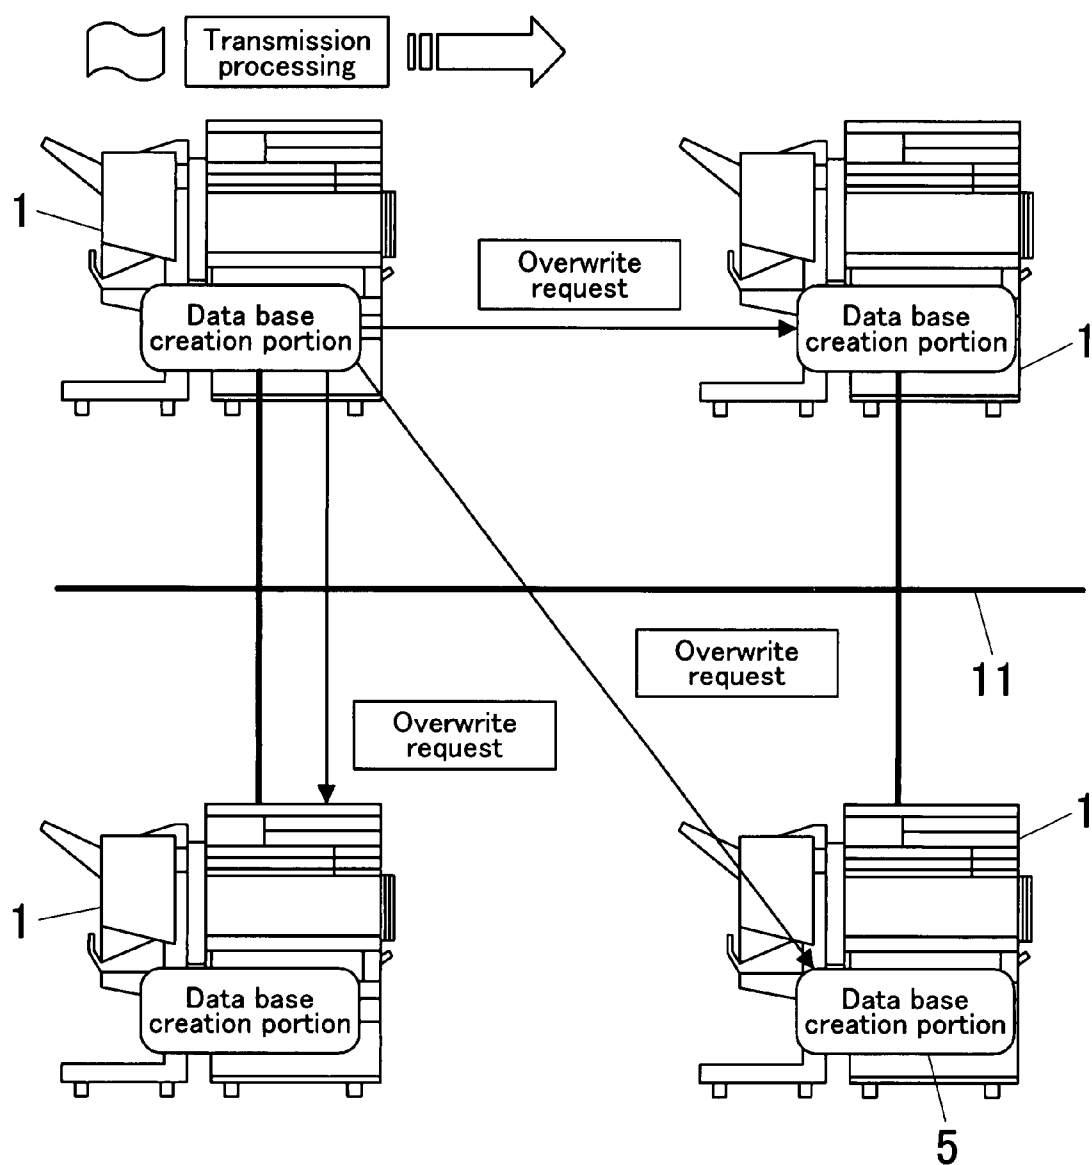 Transmission
processing
1
Overwrite
request
Data base
creation portion
Data base
creation portion
1
Overwrite
request
11
Overwrite
request
1
1
Data base
creation portion
Data base
creation portion
5